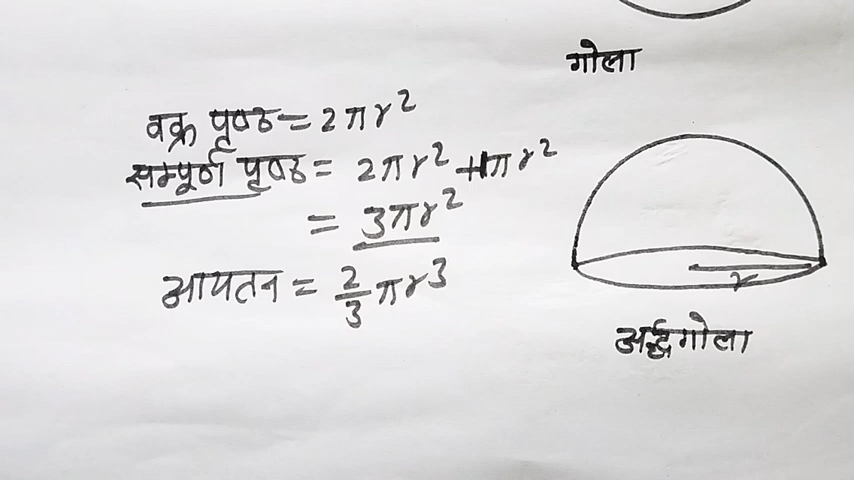 गोला
वक्र पृष्ठ = 2πr²
सम्पूर्ण पृष्ठ = 2πr² + πr²
= 3πr²
आयतन = 2/3 πr³
r
अर्द्धगोला